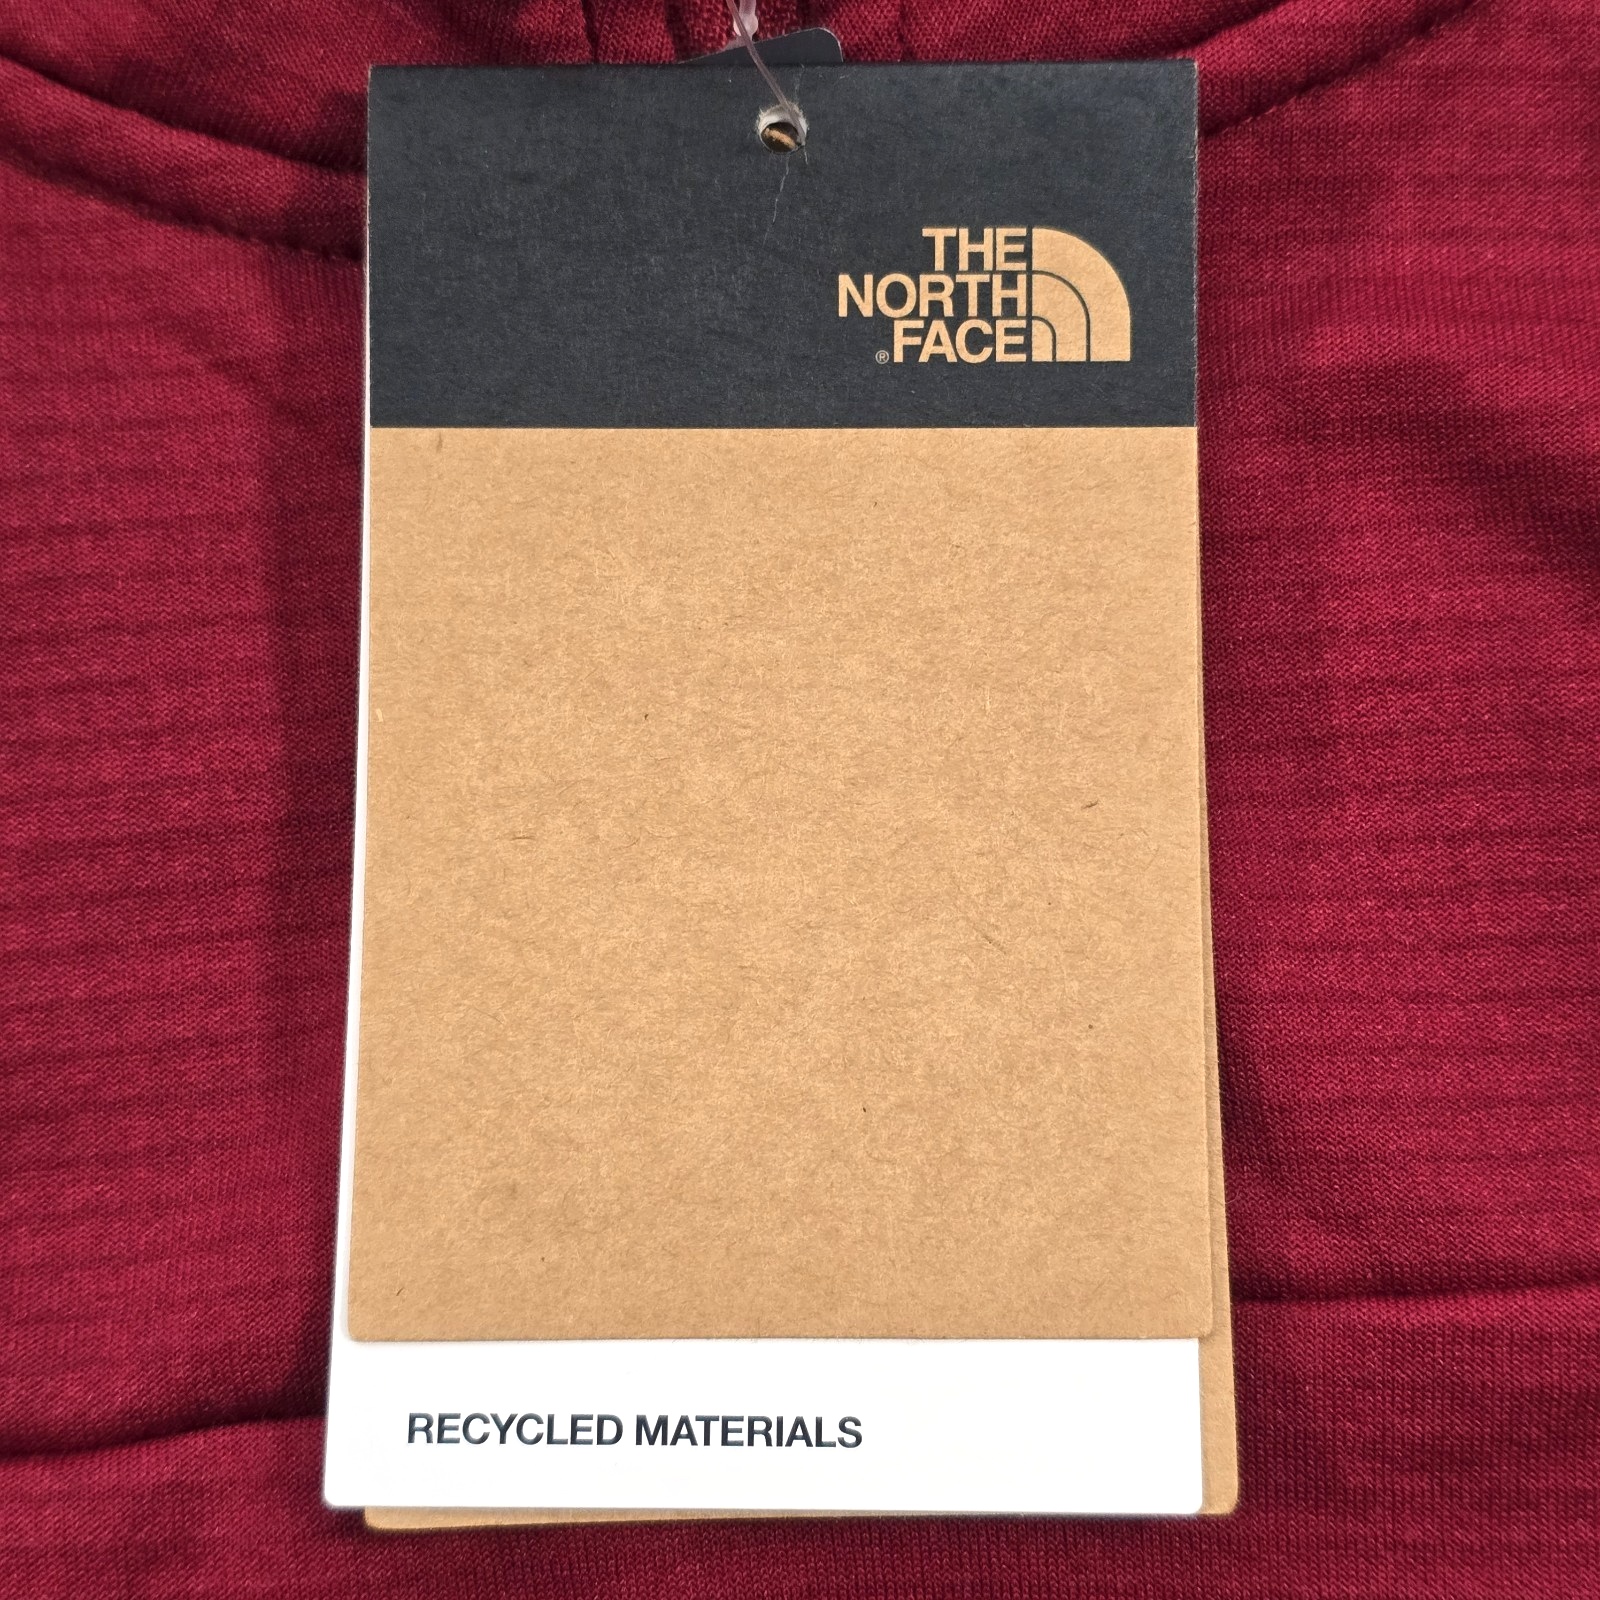 THE
NORTH
®FACE
RECYCLED MATERIALS